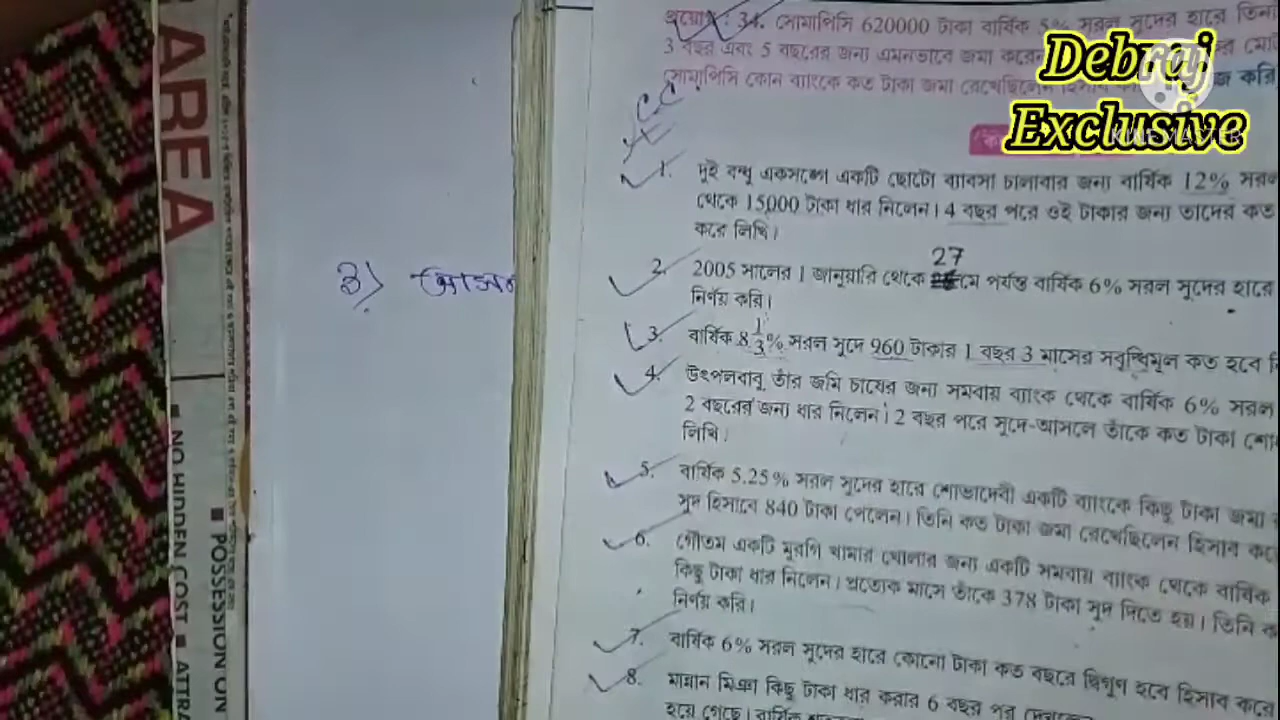 AREA
■ NO HIDDEN COST ■ ATTRA
■ POSSESSION ON
৩) আসল
Debraj
Exclusive
KINEMASTER
প্রয়োগ : 34. সোমাপিসি 620000 টাকা বার্ষিক 5% সরল সুদের হারে
3 বছর এবং 5 বছরের জন্য এমনভাবে জমা করেন
সোমাপিসি কোন ব্যাংকে কত টাকা জমা রেখেছিলেন হিসাব
1. দুই বন্ধু একসঙ্গে একটি ছোটো ব্যাবসা চালাবার জন্য বার্ষিক 12% সরল
থেকে 15000 টাকা ধার নিলেন। 4 বছর পরে ওই টাকার জন্য তাদের কত
করে লিখি।
27
2. 2005 সালের 1 জানুয়ারি থেকে মে পর্যন্ত বার্ষিক 6% সরল সুদের হারে
নির্ণয় করি।
3. বার্ষিক 8 1/3% সরল সুদে 960 টাকার 1 বছর 3 মাসের সবৃদ্ধিমূল কত হবে
4. উৎপলবাবু তাঁর জমি চাষের জন্য সমবায় ব্যাংক থেকে বার্ষিক 6% সরল
2 বছরের জন্য ধার নিলেন। 2 বছর পরে সুদে-আসলে তাঁকে কত টাকা
লিখি।
5. বার্ষিক 5.25% সরল সুদের হারে শোভাদেবী একটি ব্যাংকে কিছু টাকা জমা
সুদ হিসাবে 840 টাকা পেলেন। তিনি কত টাকা জমা রেখেছিলেন হিসাব
6. গৌতম একটি মুরগি খামার খোলার জন্য একটি সমবায় ব্যাংক থেকে বার্ষিক
কিছু টাকা ধার নিলেন। প্রত্যেক মাসে তাঁকে 378 টাকা সুদ দিতে হয়। তিনি
নির্ণয় করি।
7. বার্ষিক 6% সরল সুদের হারে কোনো টাকা কত বছরে দ্বিগুণ হবে হিসাব করে
8. মান্নান মিঞা কিছু টাকা ধার করার 6 বছর পর
হয়ে গেছে।